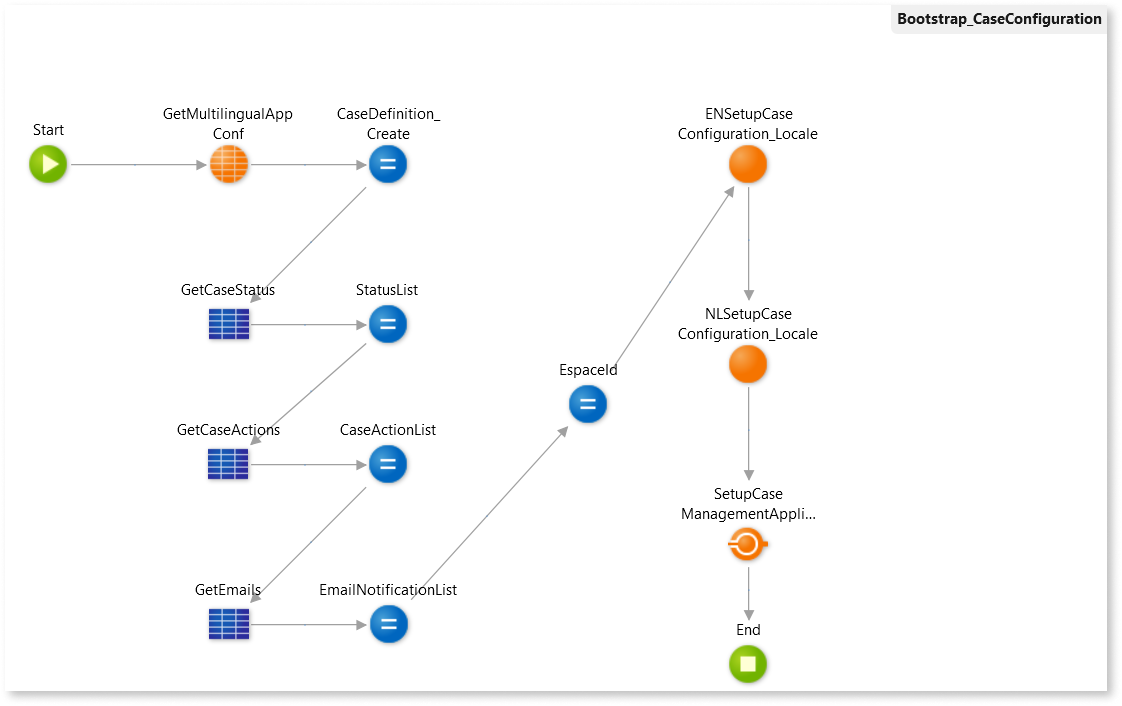 Bootstrap_CaseConfiguration
Start
GetMultilingualApp
Conf
CaseDefinition_
Create
ENSetupCase
Configuration_Locale
GetCaseStatus
StatusList
NLSetupCase
Configuration_Locale
EspaceId
GetCaseActions
CaseActionList
SetupCase
ManagementAppli...
GetEmails
EmailNotificationList
End